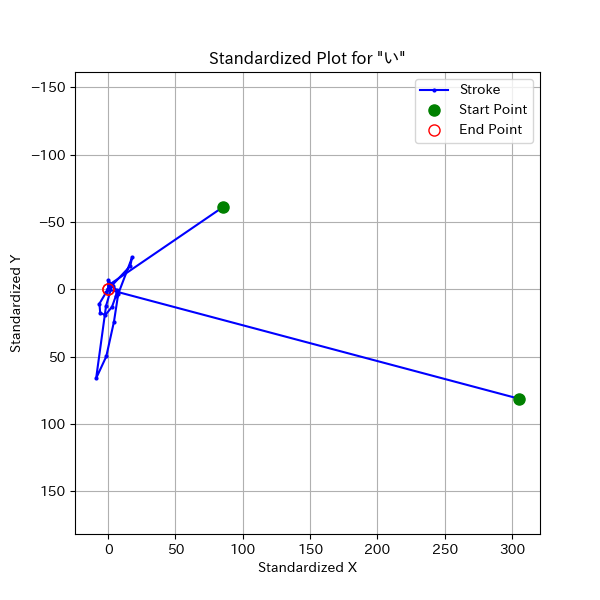 Standardized Plot for "い"
Stroke
Start Point
End Point
−150
−100
−50
0
50
100
150
Standardized Y
0
50
100
150
200
250
300
Standardized X